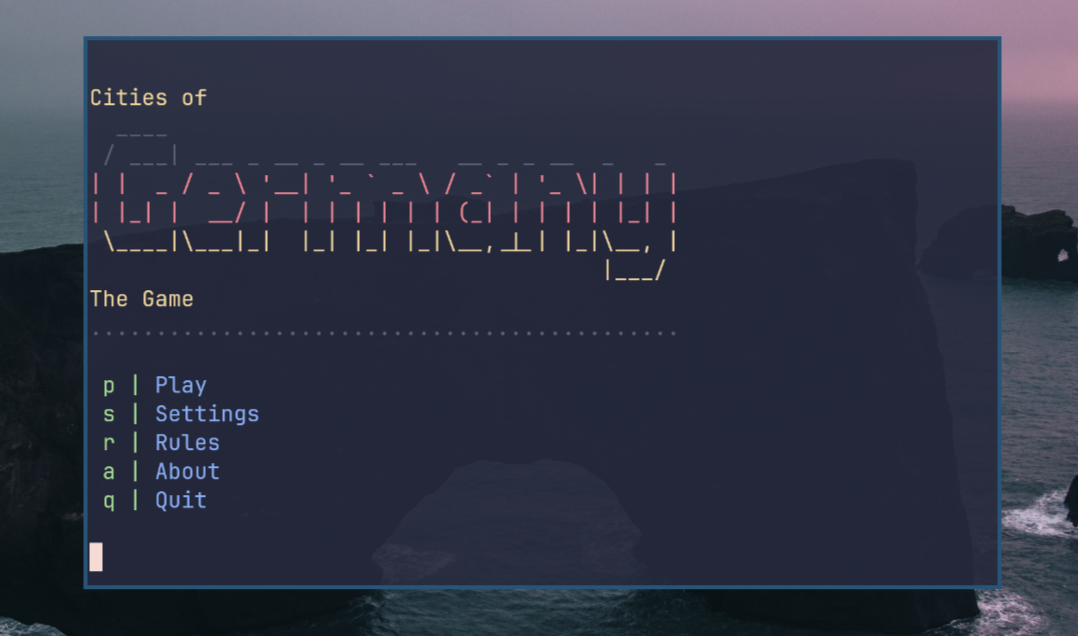 Cities of
Germany
The Game
p | Play
s | Settings
r | Rules
a | About
q | Quit